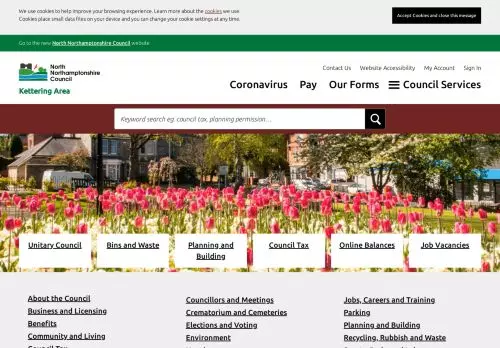 We use cookies to help improve your browsing experience. Learn more about the cookies we use
Cookies place small data files on your device and you can change your cookie settings at any time.
Accept Cookies and close this message
Go to the new North Northamptonshire Council website
North
Northamptonshire
Council
Kettering Area
Contact Us Website Accessibility My Account Sign In
Coronavirus Pay Our Forms Council Services
Keyword search eg. council tax, planning permission...
Unitary Council
Bins and Waste
Planning and
Building
Council Tax
Online Balances
Job Vacancies
About the Council
Business and Licensing
Benefits
Community and Living
Council Tax
Councillors and Meetings
Crematorium and Cemeteries
Elections and Voting
Environment
Jobs, Careers and Training
Parking
Planning and Building
Recycling, Rubbish and Waste